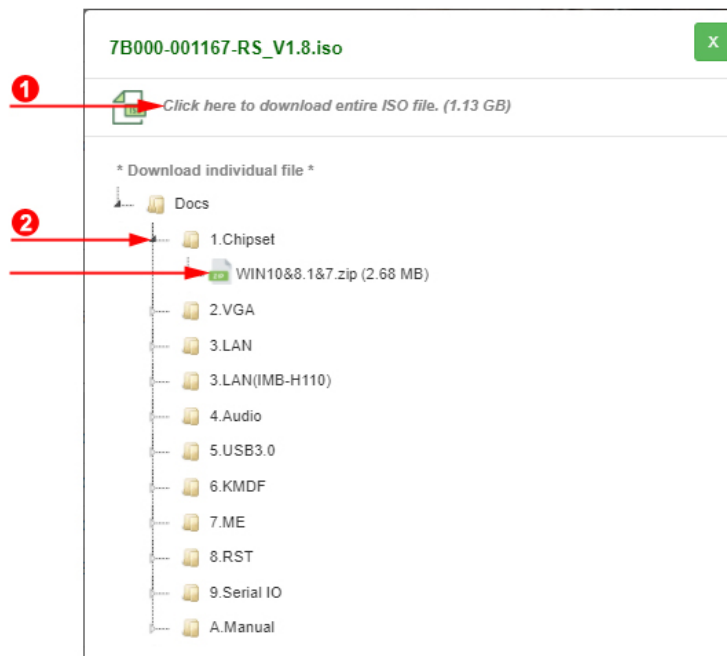 7B000-001167-RS_V1.8.iso
X
1
Click here to download entire ISO file. (1.13 GB)
* Download individual file *
Docs
2
1.Chipset
ZIP
WIN10&8.1&7.zip (2.68 MB)
2.VGA
3.LAN
3.LAN(IMB-H110)
4.Audio
5.USB3.0
6.KMDF
7.ME
8.RST
9.Serial IO
A.Manual